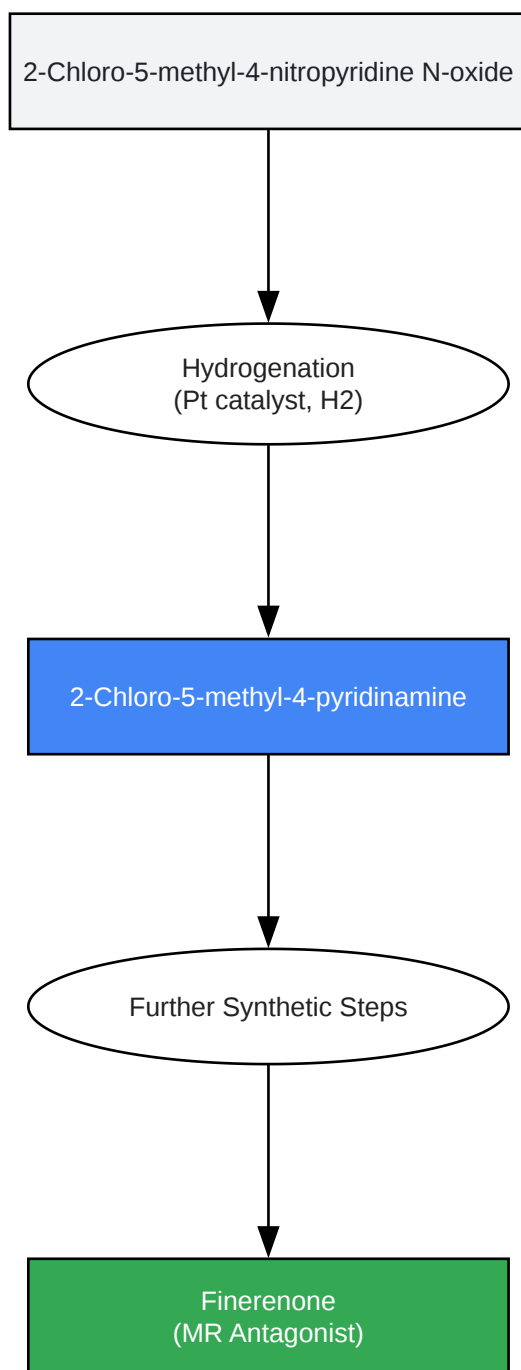 2-Chloro-5-methyl-4-nitropyridine N-oxide
Hydrogenation
(Pt catalyst, H2)
2-Chloro-5-methyl-4-pyridinamine
Further Synthetic Steps
Finerenone
(MR Antagonist)